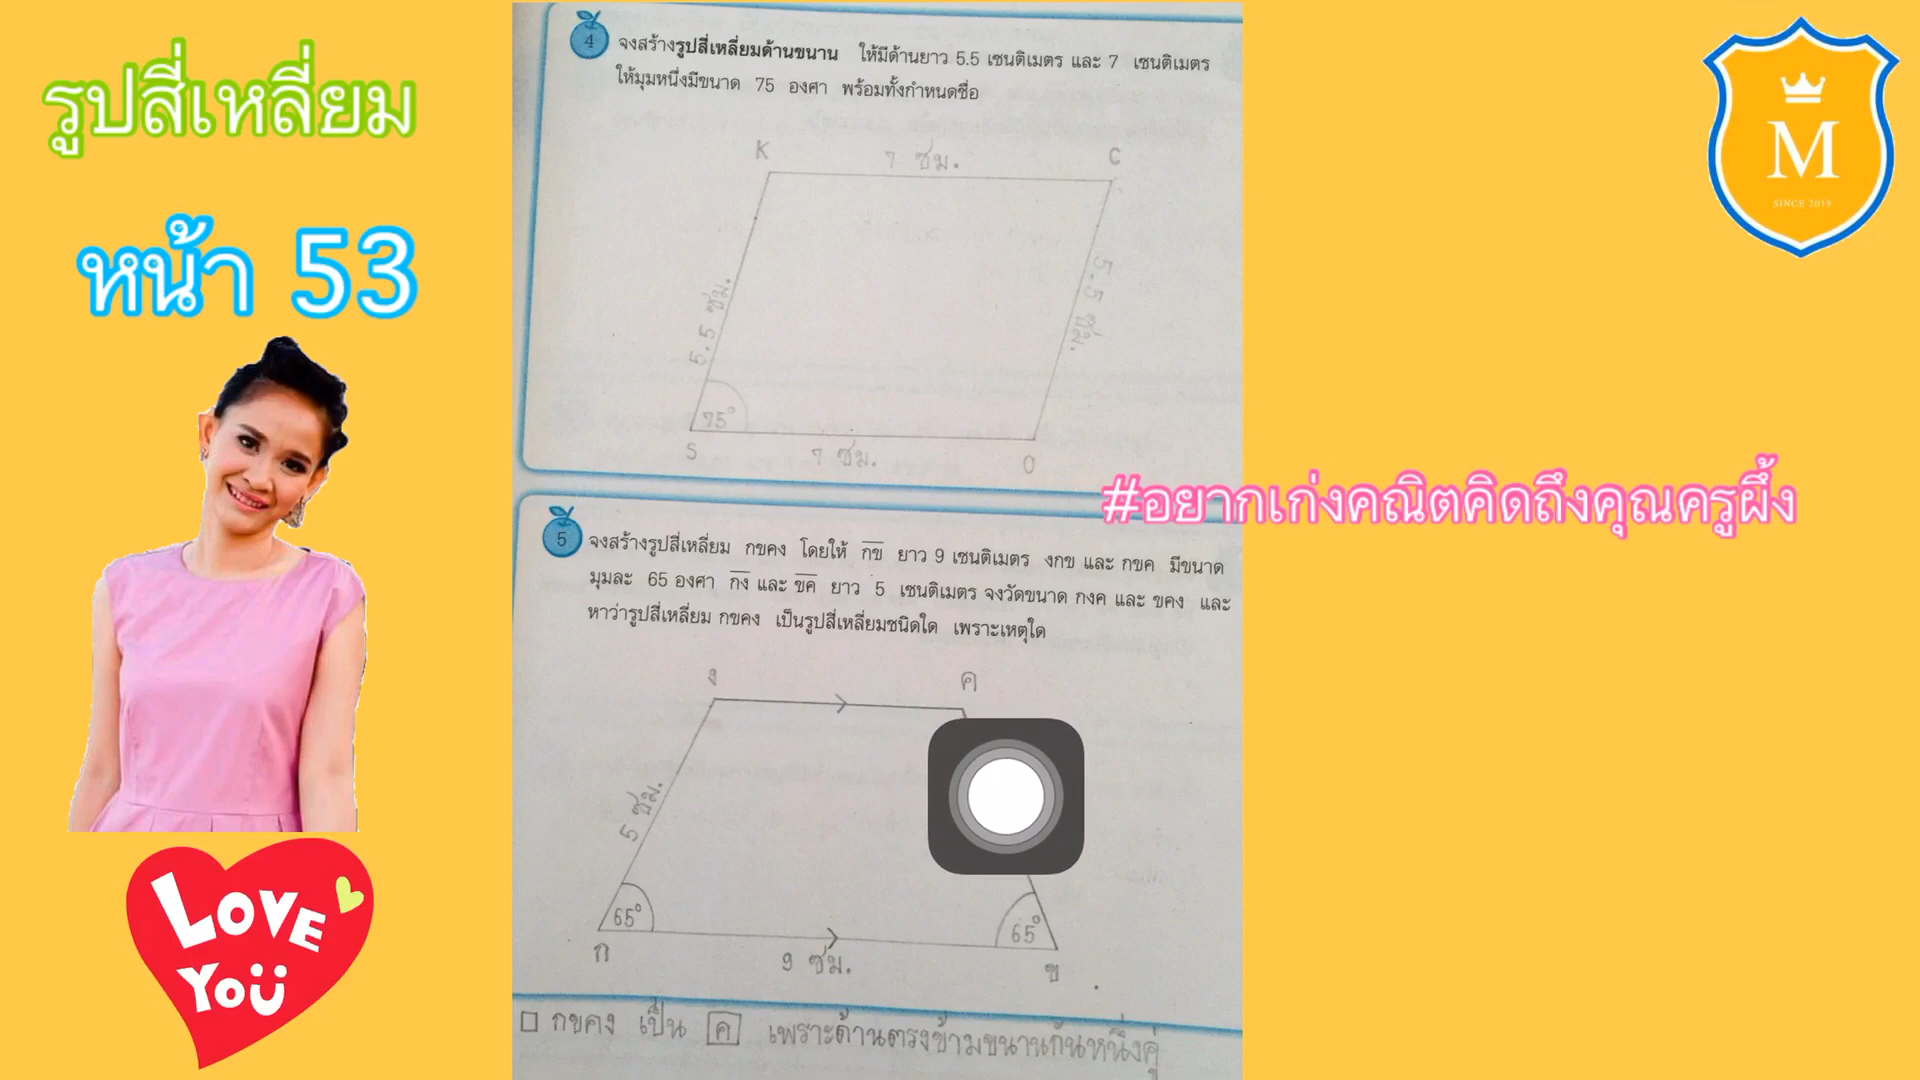 รูปสี่เหลี่ยม
หน้า 53
LOVE
YOU
M
SINCE 2019
#อยากเก่งคณิตคิดถึงคุณครูผึ้ง
4 จงสร้างรูปสี่เหลี่ยมด้านขนาน ให้มีด้านยาว 5.5 เซนติเมตร และ 7 เซนติเมตร
ให้มุมหนึ่งมีขนาด 75 องศา พร้อมทั้งกำหนดชื่อ
K 7 ซม. C
5.5 ซม.
5.5 ซม.
75°
S 7 ซม. O
5 จงสร้างรูปสี่เหลี่ยม กขคง โดยให้ กข ยาว 9 เซนติเมตร งกข และ กขค มีขนาด
มุมละ 65 องศา กง และ ขค ยาว 5 เซนติเมตร จงวัดขนาด กงค และ ขคง และ
หาว่ารูปสี่เหลี่ยม กขคง เป็นรูปสี่เหลี่ยมชนิดใด เพราะเหตุใด
ง ค
5 ซม.
65° 65°
ก 9 ซม. ข
□ กขคง เป็น ค เพราะด้านตรงข้ามขนานกันหนึ่งคู่